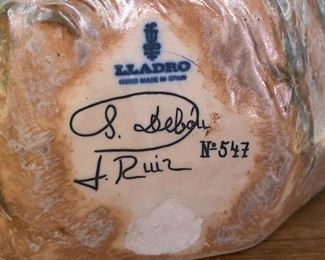 LLADRO
HAND MADE IN SPAIN
S. Debón
J. Ruiz
Nº 547